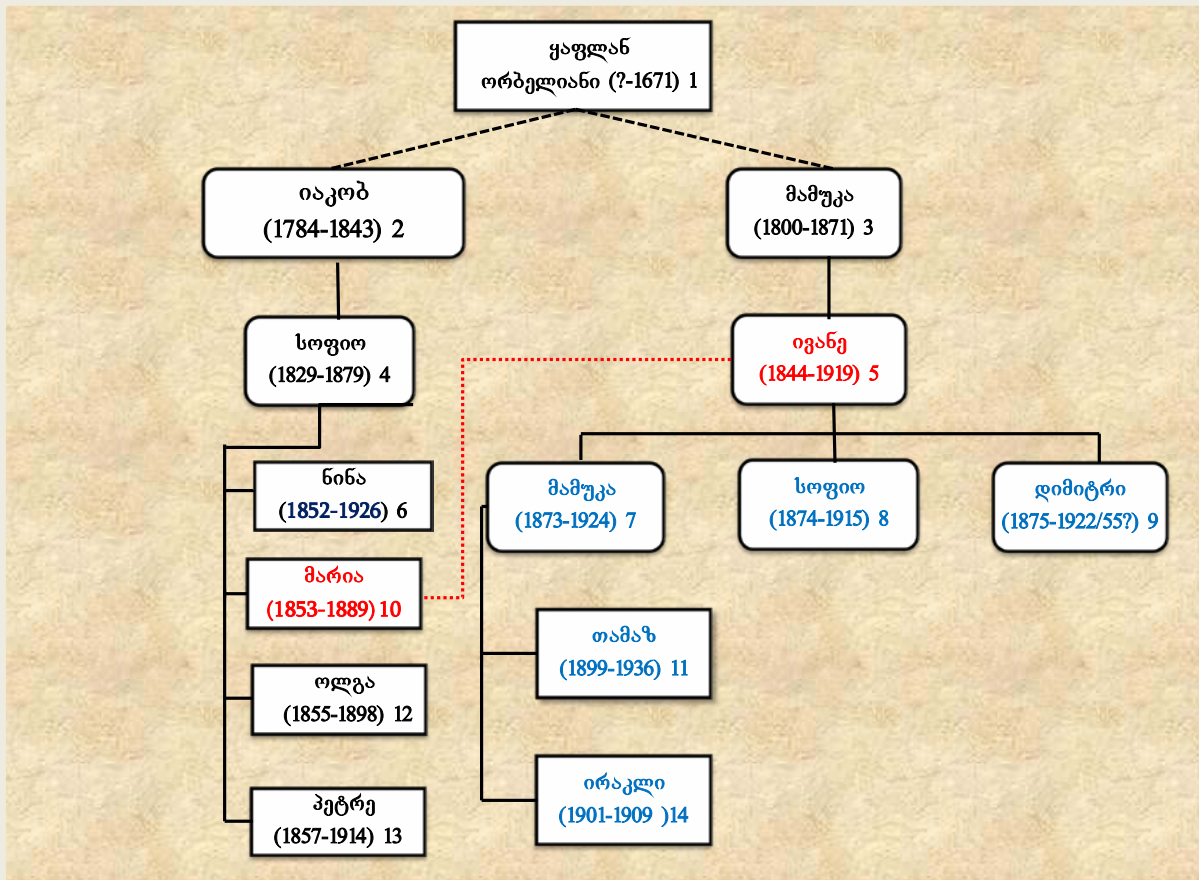 ყაფლან
ორბელიანი (?-1671) 1
იაკობ
(1784-1843) 2
მამუკა
(1800-1871) 3
სოფიო
(1829-1879) 4
ივანე
(1844-1919) 5
ნინა
(1852-1926) 6
მამუკა
(1873-1924) 7
სოფიო
(1874-1915) 8
დიმიტრი
(1875-1922/55?) 9
მარია
(1853-1889) 10
თამაზ
(1899-1936) 11
ოლგა
(1855-1898) 12
პეტრე
(1857-1914) 13
ირაკლი
(1901-1909 )14